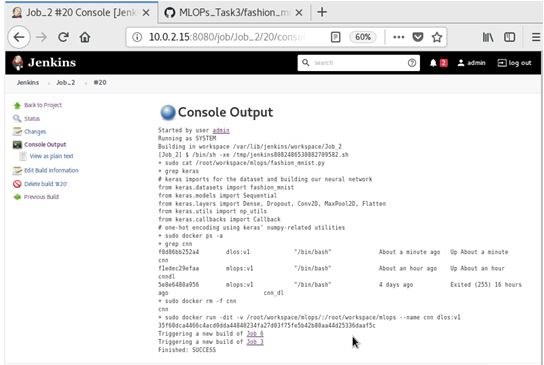 Job_2 #20 Console [Jenki
MLOPs_Task3/fashion_m
10.0.2.15:8080/job/Job_2/20/conso
60%
Jenkins
search
2
admin
log out
Jenkins
Job_2
#20
Back to Project
Status
Changes
Console Output
View as plain text
Edit Build Information
Delete build '#20'
Previous Build
Console Output
Started by user admin
Running as SYSTEM
Building in workspace /var/lib/jenkins/workspace/Job_2
[Job_2] $ /bin/sh -xe /tmp/jenkins8082486530882709582.sh
+ sudo cat /root/workspace/mlops/fashion_mnist.py
+ grep keras
# keras imports for the dataset and building our neural network
from keras.datasets import fashion_mnist
from keras.models import Sequential
from keras.layers import Dense, Dropout, Conv2D, MaxPool2D, Flatten
from keras.utils import np_utils
from keras.callbacks import Callback
# one-hot encoding using keras' numpy-related utilities
+ sudo docker ps -a
+ grep cnn
f0d86bb252a4 dlos:v1 "/bin/bash" About a minute ago Up About a minute
cnn
f1edec29efaa mlops:v1 "/bin/bash" About an hour ago Up About an hour
cnndl
5e8e6480a956 mlops:v1 "/bin/bash" 4 days ago Exited (255) 16 hours
ago cnn_dl
+ sudo docker rm -f cnn
cnn
+ sudo docker run -dit -v /root/workspace/mlops/:/root/workspace/mlops --name cnn dlos:v1
35f60dca4466c4acd0dda44840234fa27d03f75fe5b42b80aa44d25336daaf5c
Triggering a new build of Job_6
Triggering a new build of Job_3
Finished: SUCCESS